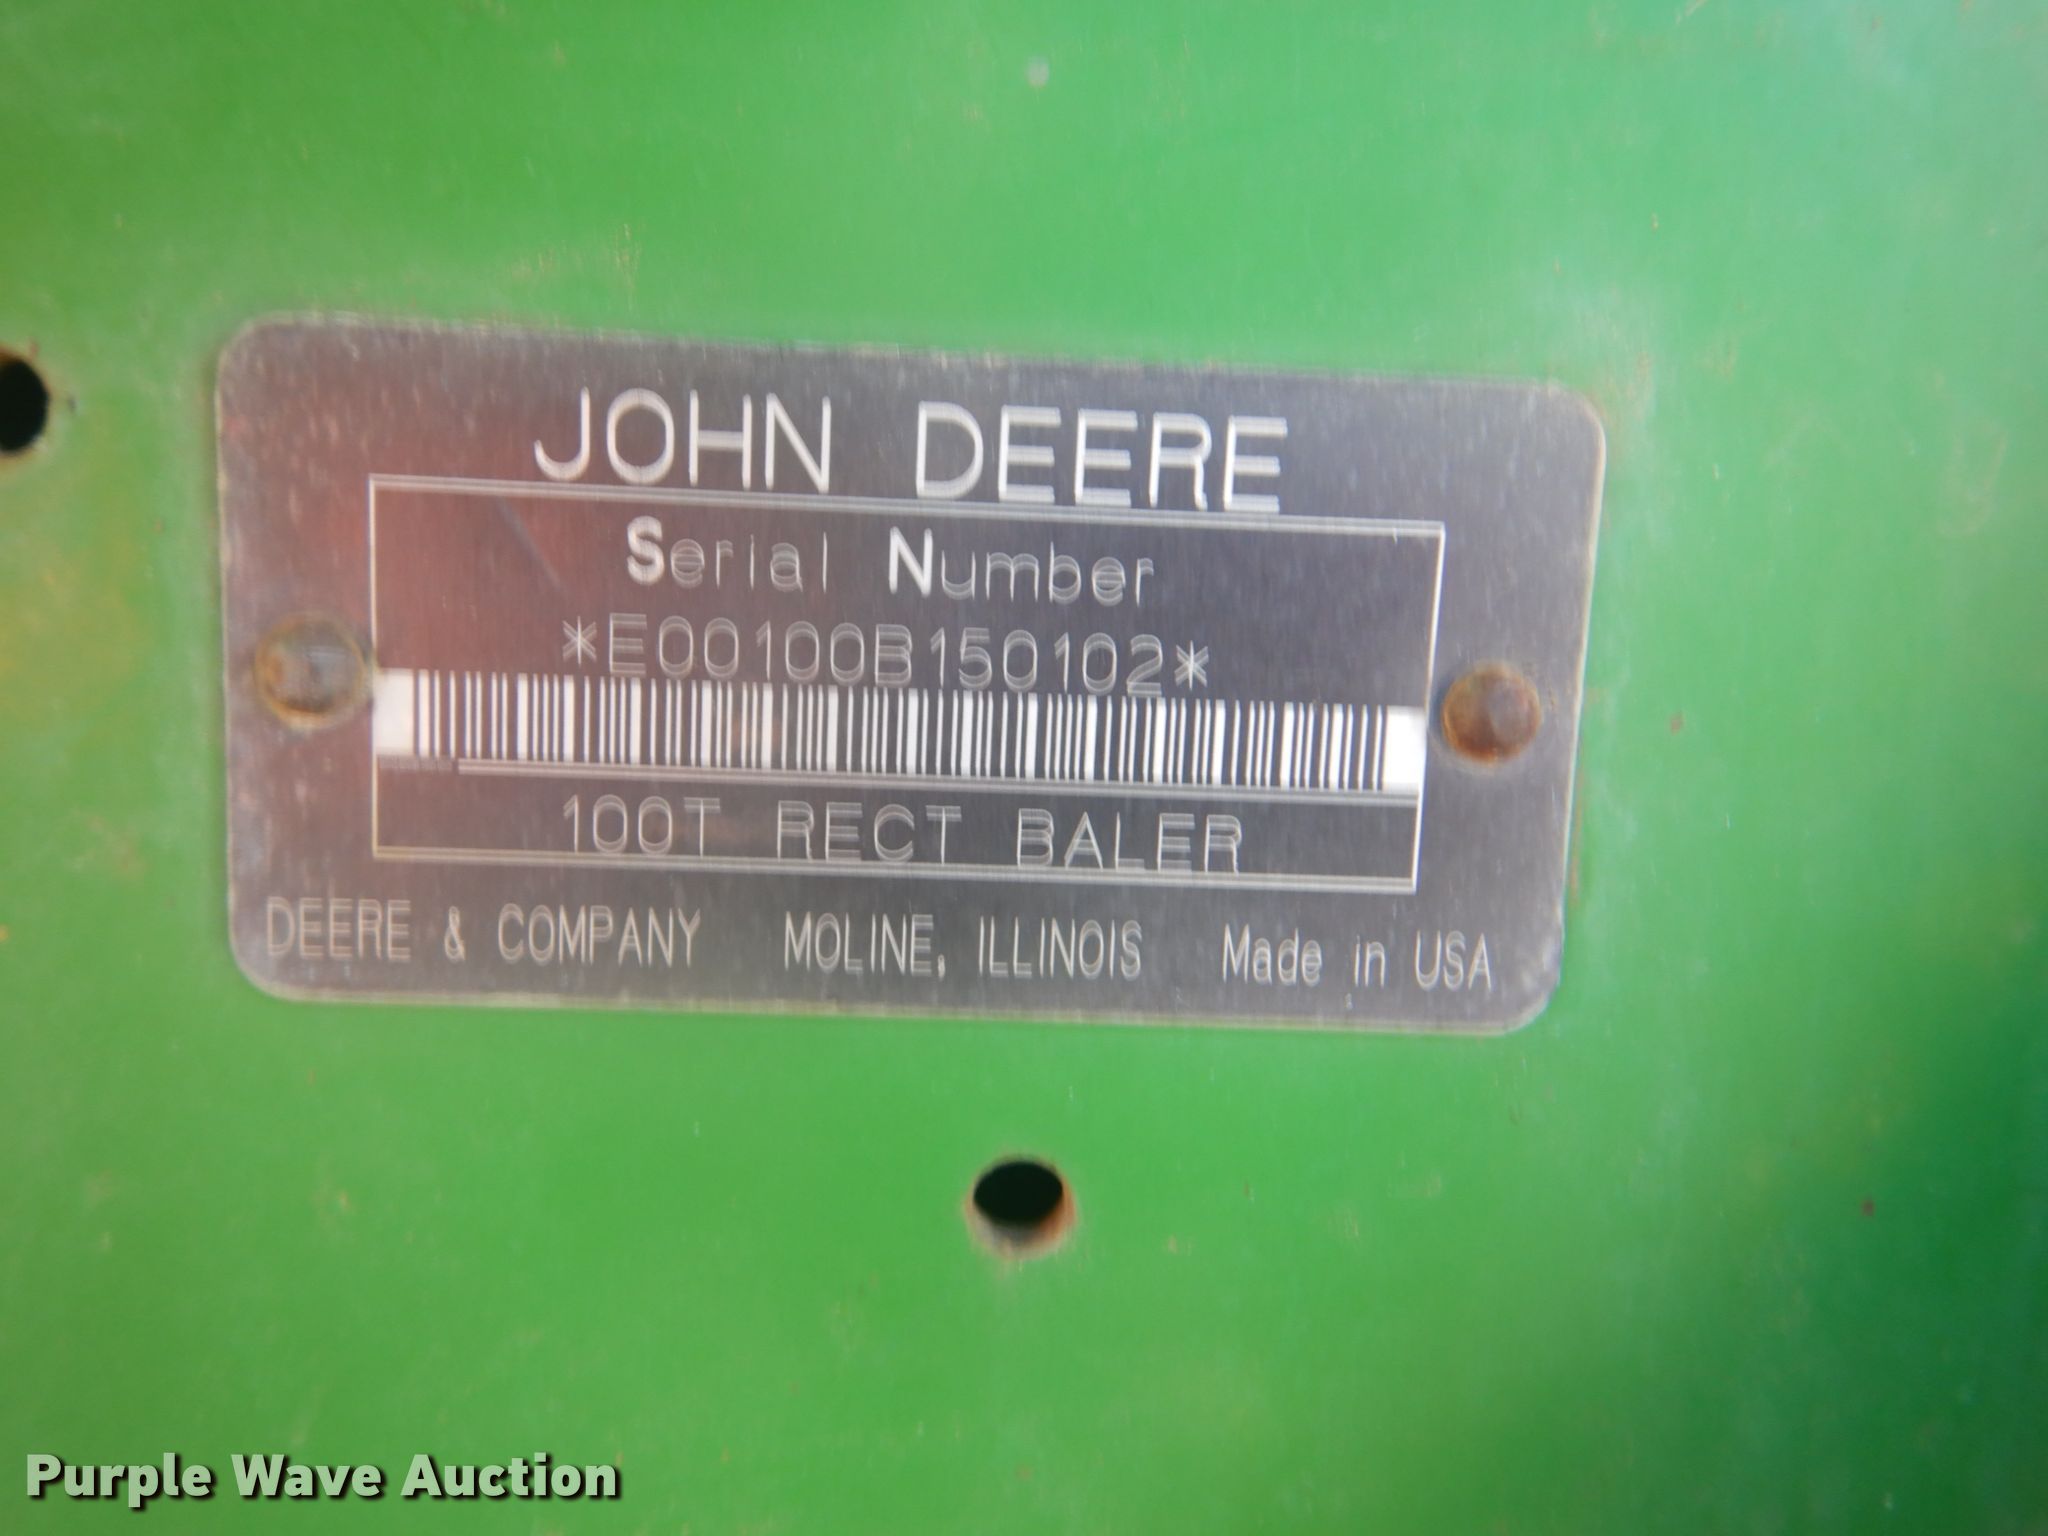 JOHN DEERE
Serial Number
*E00100B150102*
100T RECT BALER
DEERE & COMPANY MOLINE, ILLINOIS Made in USA
Purple Wave Auction